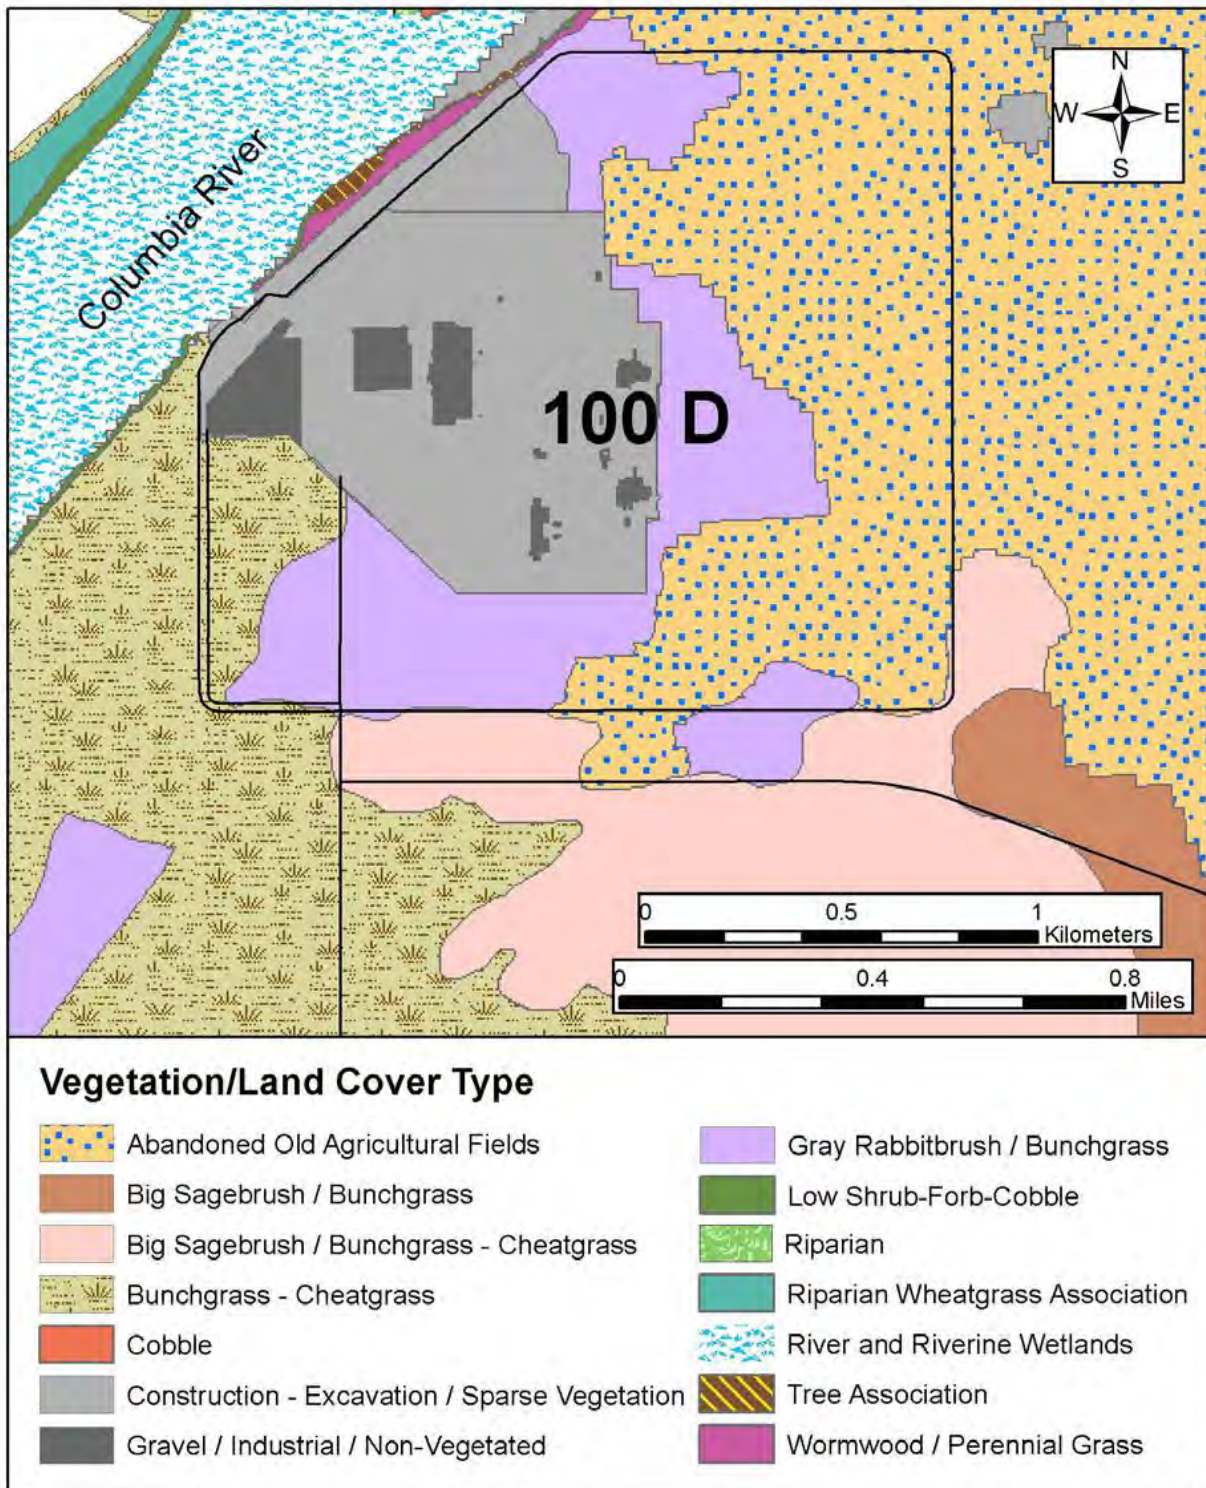 N
W E
S
Columbia River
100 D
0 0.5 1
Kilometers
0 0.4 0.8
Miles
Vegetation/Land Cover Type
Abandoned Old Agricultural Fields
Big Sagebrush / Bunchgrass
Big Sagebrush / Bunchgrass - Cheatgrass
Bunchgrass - Cheatgrass
Cobble
Construction - Excavation / Sparse Vegetation
Gravel / Industrial / Non-Vegetated
Gray Rabbitbrush / Bunchgrass
Low Shrub-Forb-Cobble
Riparian
Riparian Wheatgrass Association
River and Riverine Wetlands
Tree Association
Wormwood / Perennial Grass